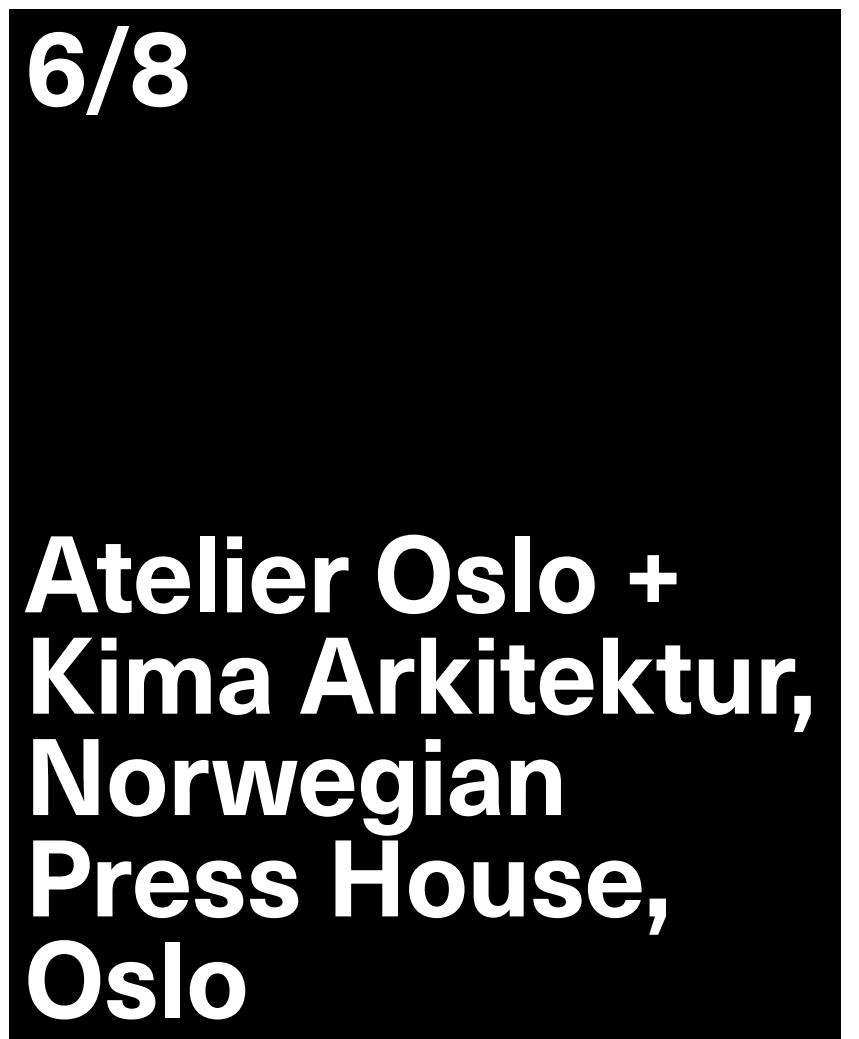 6/8
Atelier Oslo +
Kima Arkitektur,
Norwegian
Press House,
Oslo